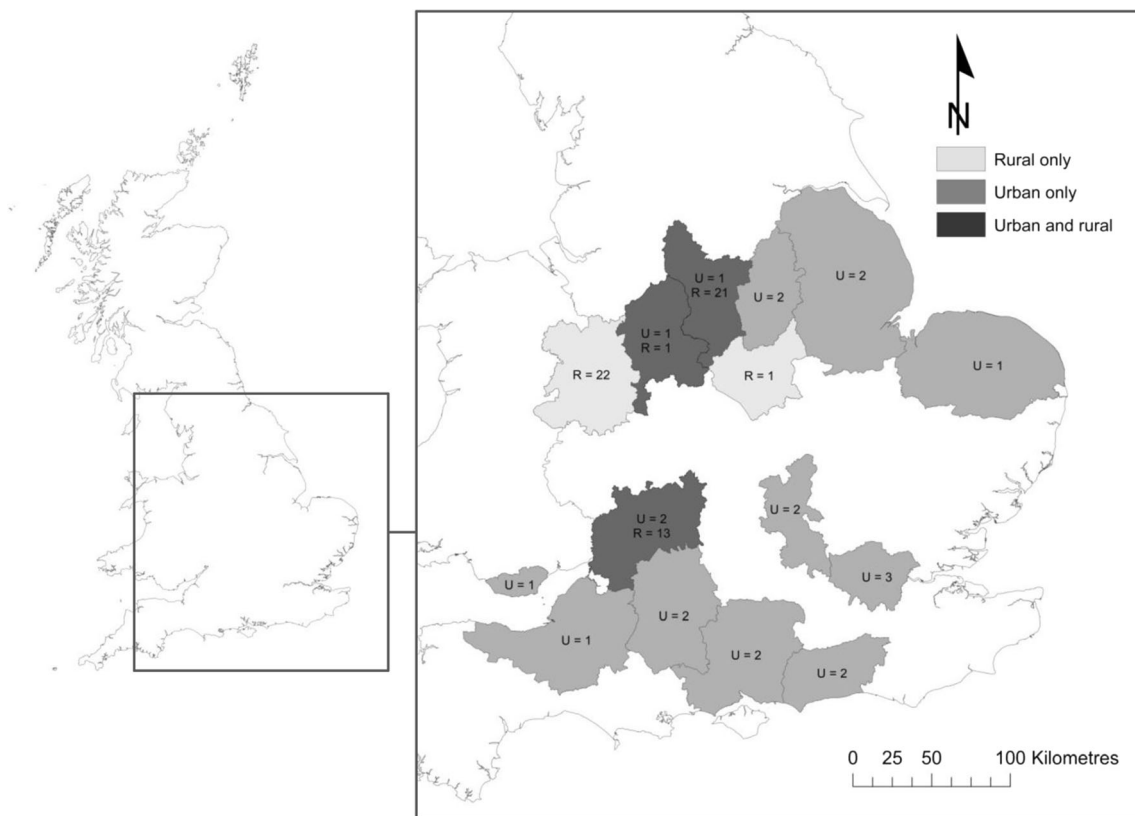 N
Rural only
Urban only
Urban and rural
U = 1
R = 21
U = 2
U = 2
U = 1
R = 1
R = 22
R = 1
U = 1
U = 2
R = 13
U = 2
U = 1
U = 3
U = 1
U = 2
U = 2
U = 2
0 25 50 100 Kilometres